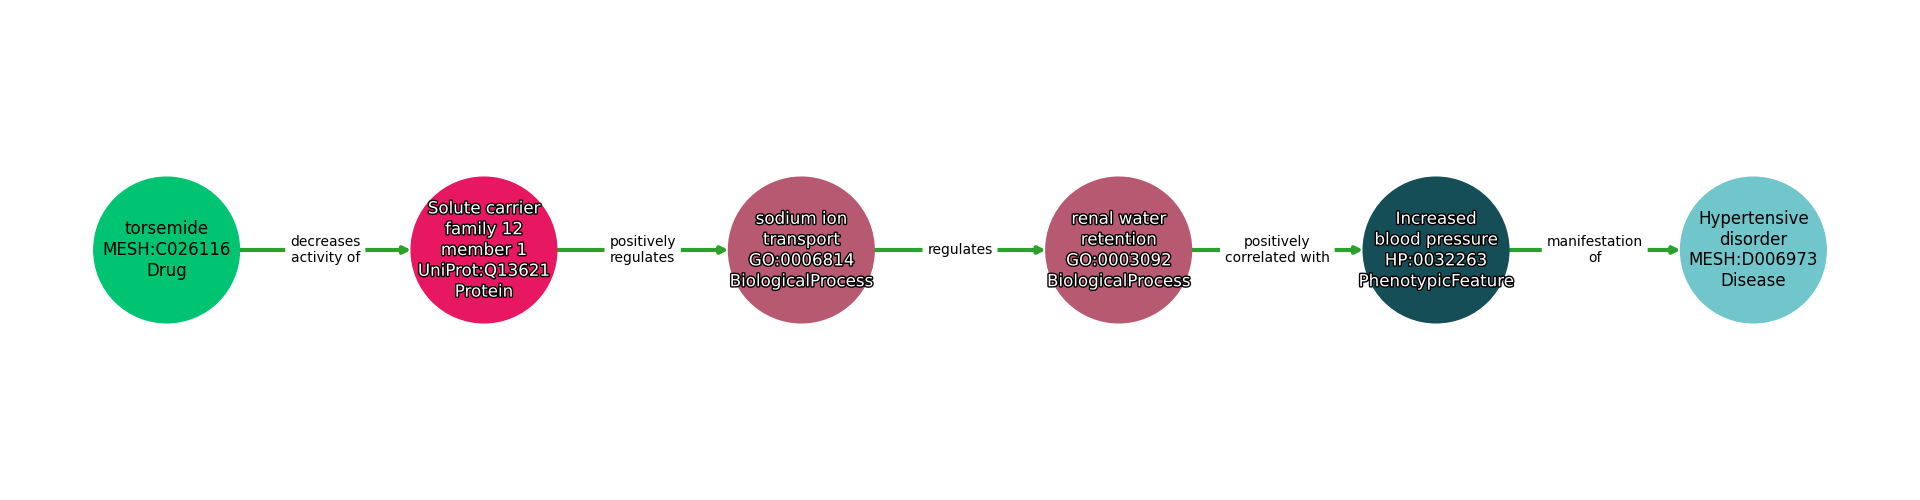 torsemide
MESH:C026116
Drug
decreases
activity of
Solute carrier
family 12
member 1
UniProt:Q13621
Protein
positively
regulates
sodium ion
transport
GO:0006814
BiologicalProcess
regulates
renal water
retention
GO:0003092
BiologicalProcess
positively
correlated with
Increased
blood pressure
HP:0032263
PhenotypicFeature
manifestation
of
Hypertensive
disorder
MESH:D006973
Disease